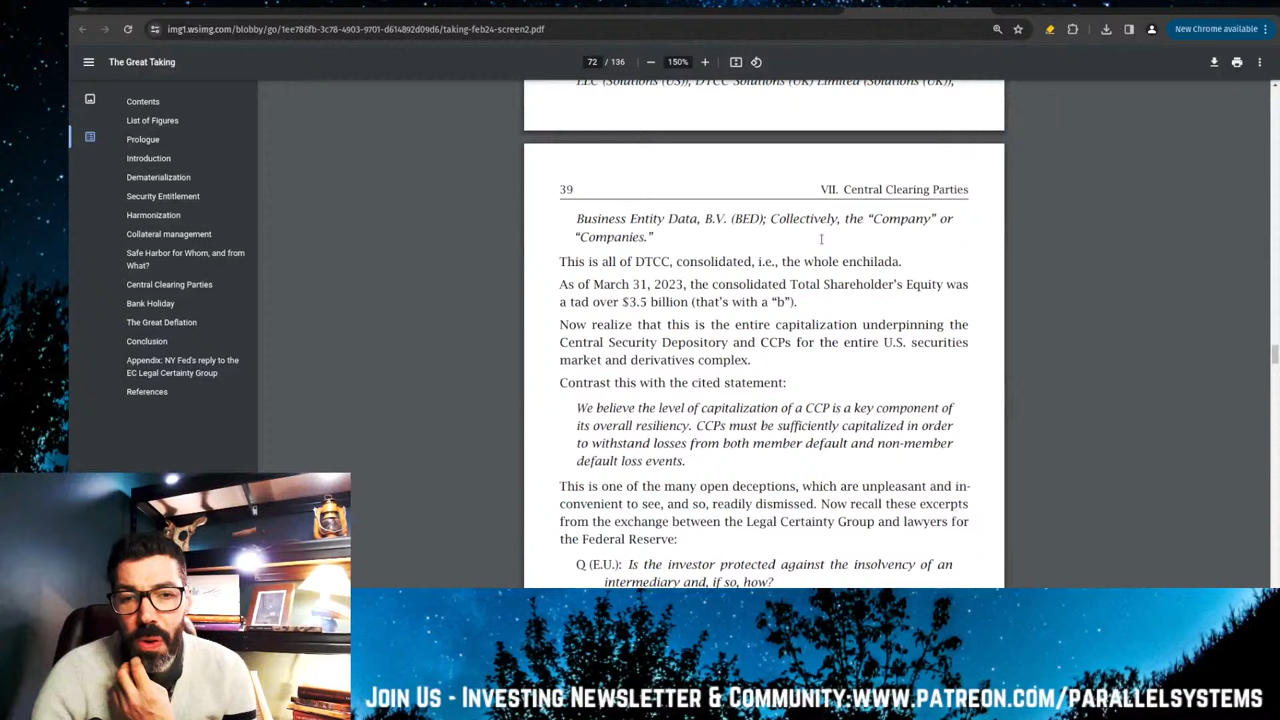 img1.wsimg.com/blobby/go/1ee786fb-3c78-4903-9701-d614892d09d6/taking-feb24-screen2.pdf
New Chrome available
The Great Taking
72 / 136
150%
Contents
List of Figures
Prologue
Introduction
Dematerialization
Security Entitlement
Harmonization
Collateral management
Safe Harbor for Whom, and from
What?
Central Clearing Parties
Bank Holiday
The Great Deflation
Conclusion
Appendix: NY Fed's reply to the
EC Legal Certainty Group
References
LLC (Solutions (US)), DTCC Solutions (UK) Limited (Solutions (UK)),
39 VII. Central Clearing Parties
Business Entity Data, B.V. (BED); Collectively, the “Company” or
“Companies.”
This is all of DTCC, consolidated, i.e., the whole enchilada.
As of March 31, 2023, the consolidated Total Shareholder’s Equity was
a tad over $3.5 billion (that’s with a “b”).
Now realize that this is the entire capitalization underpinning the
Central Security Depository and CCPs for the entire U.S. securities
market and derivatives complex.
Contrast this with the cited statement:
We believe the level of capitalization of a CCP is a key component of
its overall resiliency. CCPs must be sufficiently capitalized in order
to withstand losses from both member default and non-member
default loss events.
This is one of the many open deceptions, which are unpleasant and in-
convenient to see, and so, readily dismissed. Now recall these excerpts
from the exchange between the Legal Certainty Group and lawyers for
the Federal Reserve:
Q (E.U.): Is the investor protected against the insolvency of an
intermediary and, if so, how?
Join Us - Investing Newsletter & Community:www.patreon.com/parallelsystems